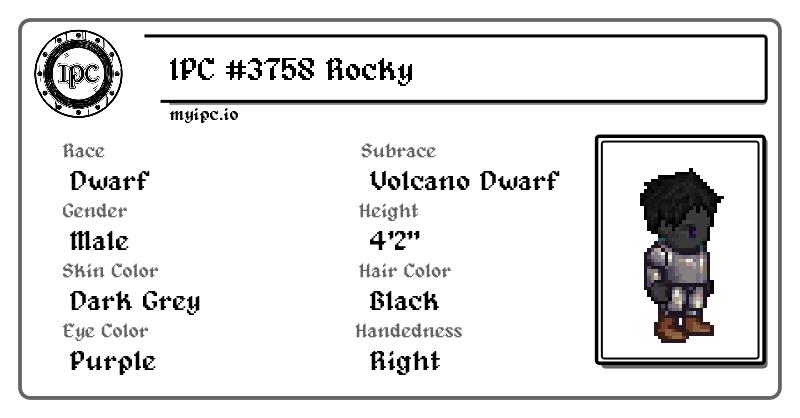 IPC
IPC #3758 Rocky
myipc.io
Race
Dwarf
Subrace
Volcano Dwarf
Gender
Male
Height
4'2"
Skin Color
Dark Grey
Hair Color
Black
Eye Color
Purple
Handedness
Right